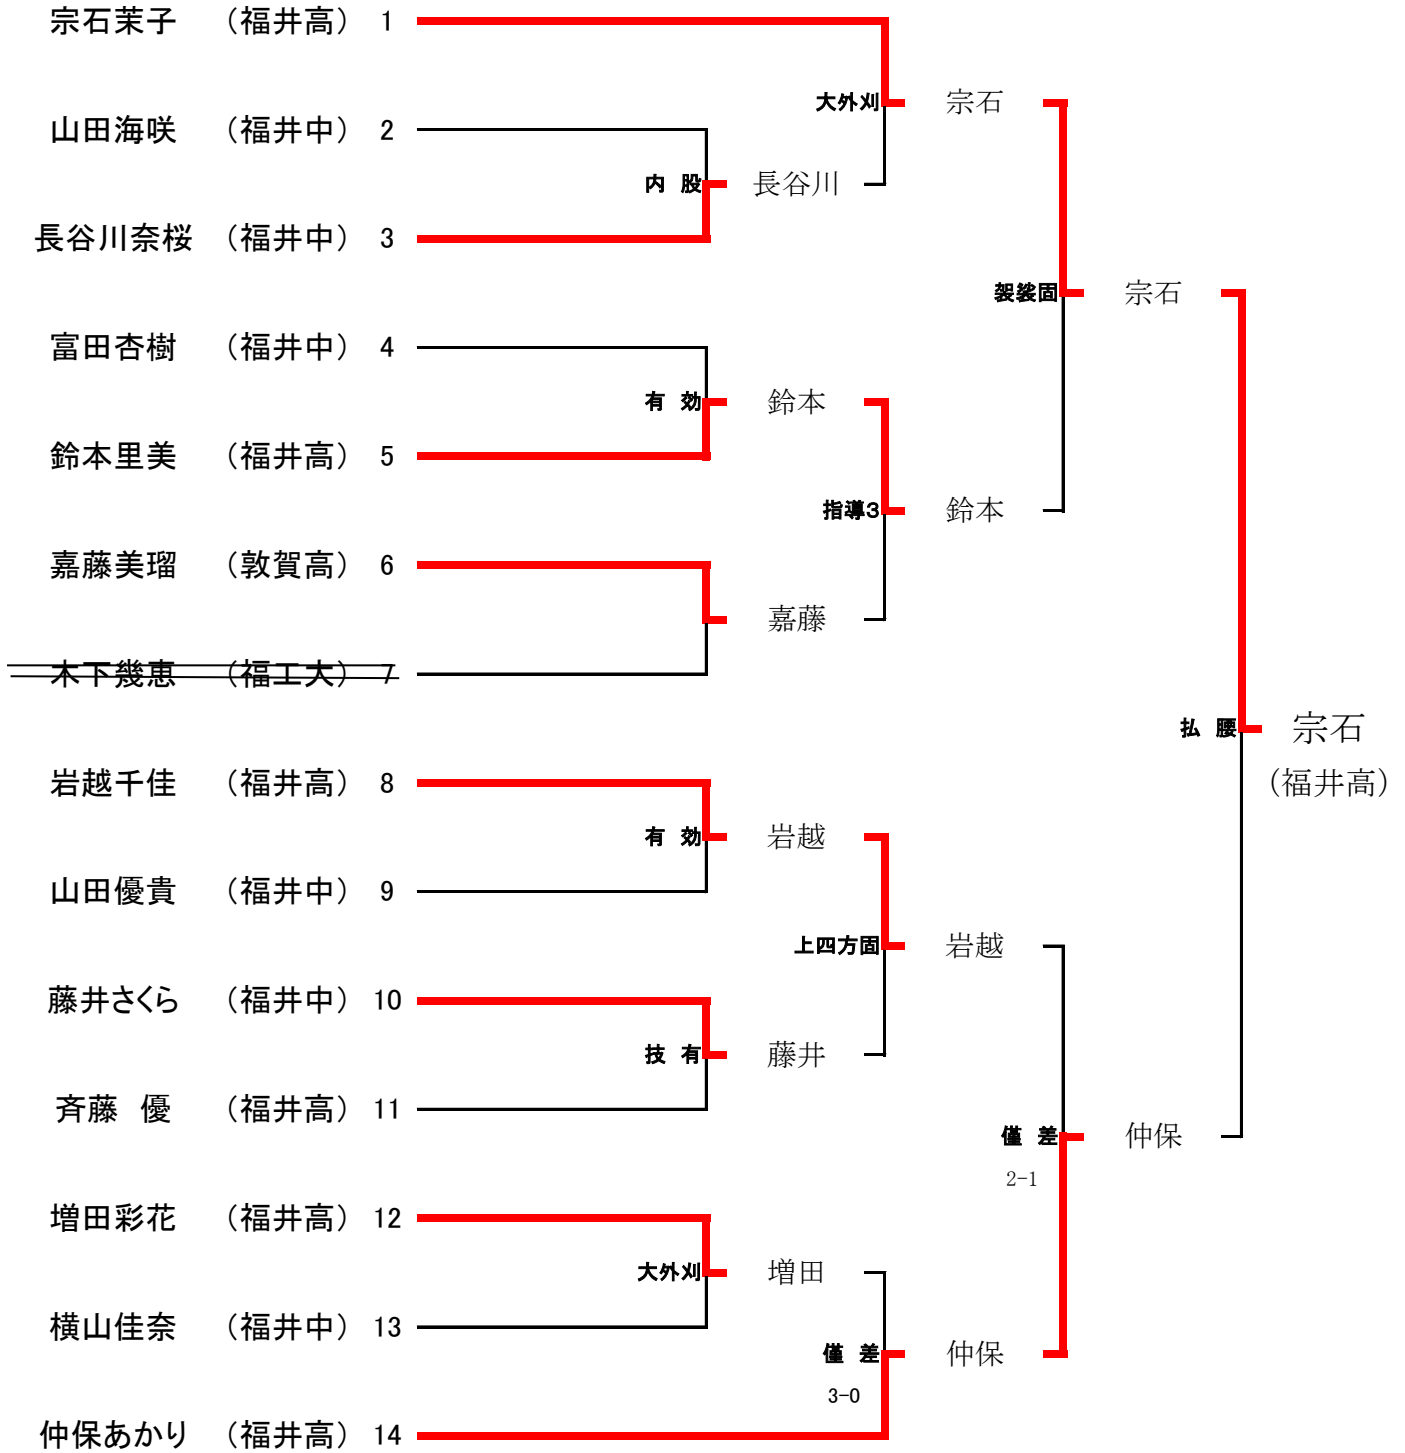 宗石茉子 （福井高） 1
大外刈 宗石
山田海咲 （福井中） 2
内 股 長谷川
長谷川奈桜 （福井中） 3
袈裟固 宗石
富田杏樹 （福井中） 4
有 効 鈴本
鈴本里美 （福井高） 5
指導3 鈴本
嘉藤美瑠 （敦賀高） 6
嘉藤
木下幾恵 （福工大） 7
払 腰 宗石
（福井高）
岩越千佳 （福井高） 8
有 効 岩越
山田優貴 （福井中） 9
上四方固 岩越
藤井さくら （福井中） 10
技 有 藤井
斉藤 優 （福井高） 11
僅 差 仲保
2-1
増田彩花 （福井高） 12
大外刈 増田
横山佳奈 （福井中） 13
僅 差 仲保
3-0
仲保あかり （福井高） 14